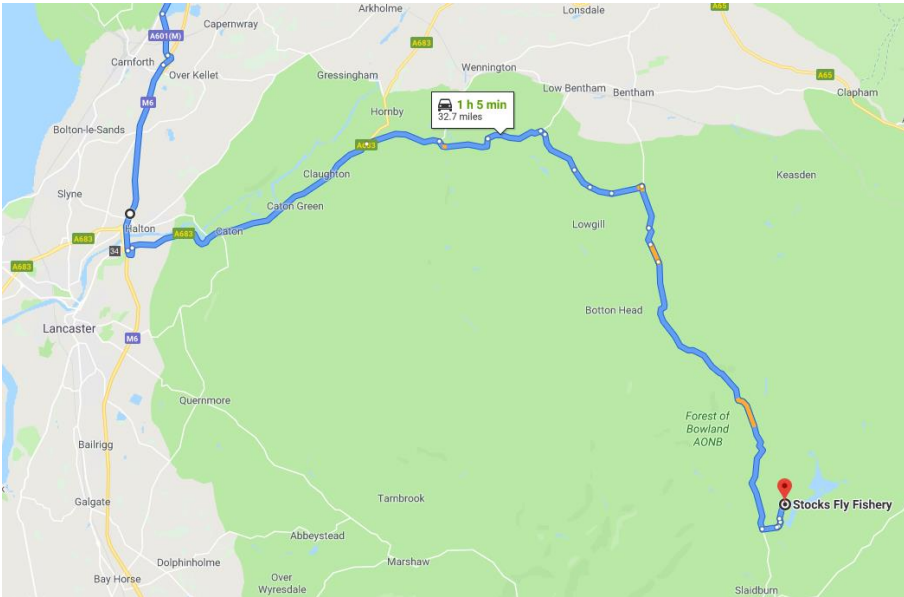 Arkholme
Lonsdale
A65
Capernwray
A601(M)
A683
Carnforth
Over Kellet
Wennington
Gressingham
A65
Low Bentham
Bentham
Clapham
M6
1 h 5 min
32.7 miles
Hornby
Bolton-le-Sands
A683
Claughton
Keasden
Slyne
Caton Green
Halton
Lowgill
A683
A683
Caton
34
A683
Botton Head
Lancaster
M6
Quernmore
Forest of
Bowland
AONB
Bailrigg
Tarnbrook
Stocks Fly Fishery
Galgate
Abbeystead
Dolphinholme
Marshaw
Bay Horse
Over
Wyresdale
Slaidburn